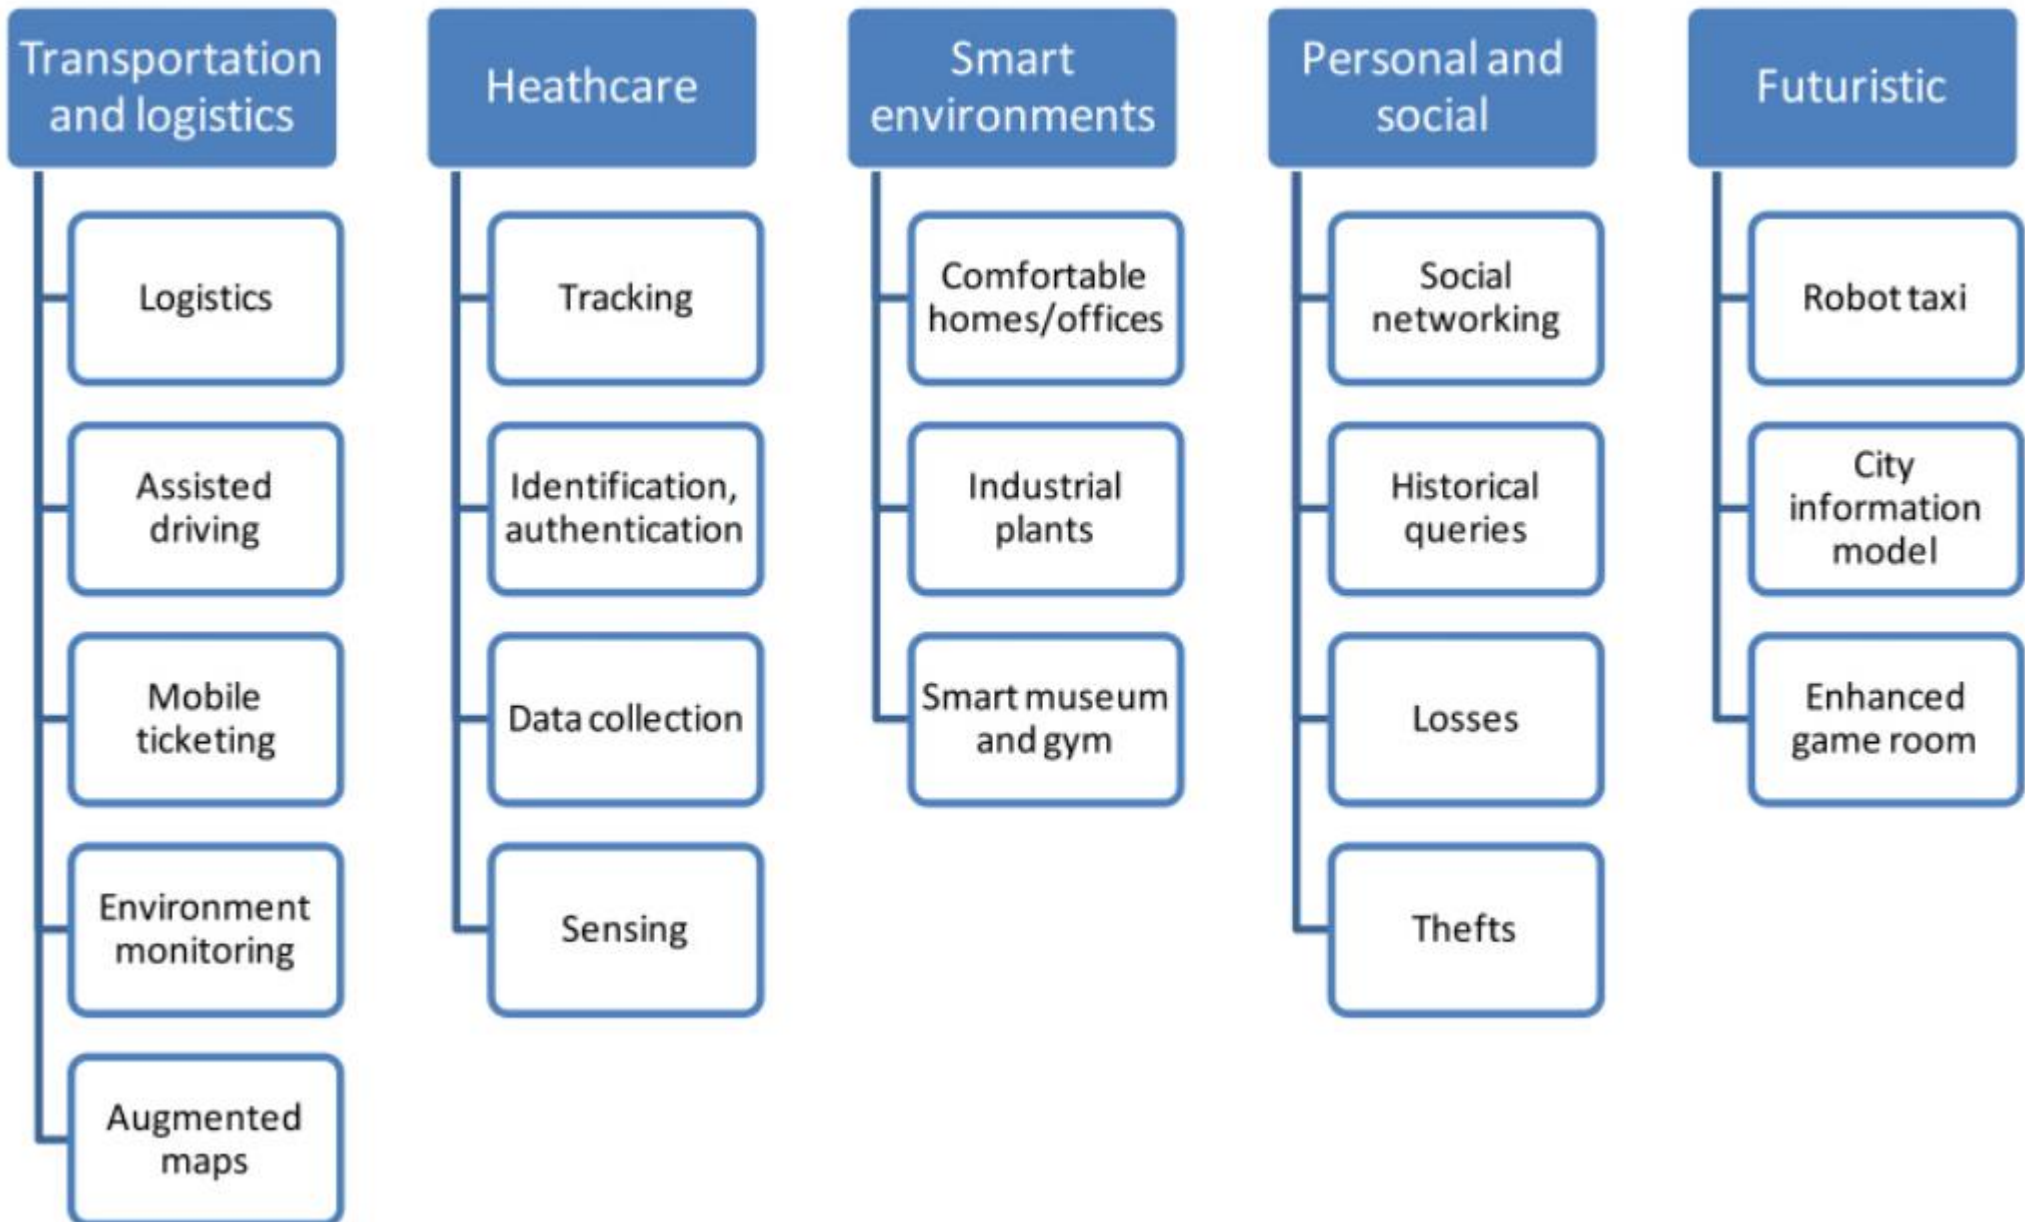 Transportation
and logistics
Logistics
Assisted
driving
Mobile
ticketing
Environment
monitoring
Augmented
maps
Heathcare
Tracking
Identification,
authentication
Data collection
Sensing
Smart
environments
Comfortable
homes/offices
Industrial
plants
Smart museum
and gym
Personal and
social
Social
networking
Historical
queries
Losses
Thefts
Futuristic
Robot taxi
City
information
model
Enhanced
game room